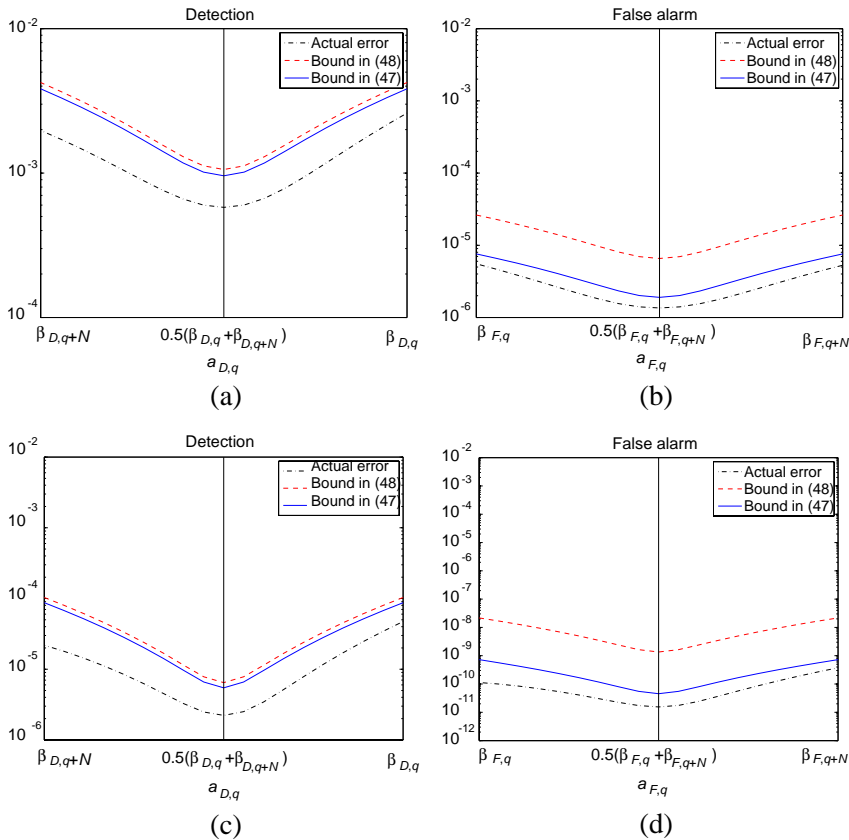 Detection
10^-2
10^-3
10^-4
Actual error
Bound in (48)
Bound in (47)
β D,q+N
0.5(β D,q +β D,q+N )
β D,q
a D,q
(a)
False alarm
10^-2
10^-3
10^-4
10^-5
10^-6
Actual error
Bound in (48)
Bound in (47)
β F,q
0.5(β F,q +β F,q+N )
β F,q+N
a F,q
(b)
Detection
10^-2
10^-3
10^-4
10^-5
10^-6
Actual error
Bound in (48)
Bound in (47)
β D,q+N
0.5(β D,q +β D,q+N )
β D,q
a D,q
(c)
False alarm
10^-2
10^-3
10^-4
10^-5
10^-6
10^-7
10^-8
10^-9
10^-10
10^-11
10^-12
Actual error
Bound in (48)
Bound in (47)
β F,q
0.5(β F,q +β F,q+N )
β F,q+N
a F,q
(d)